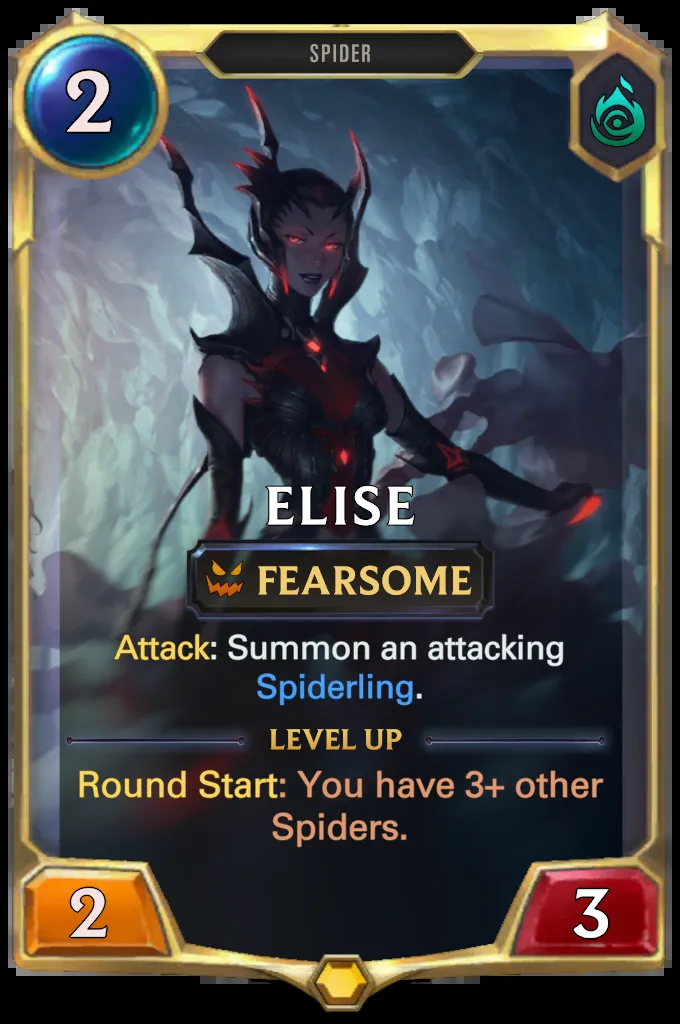 SPIDER
2
ELISE
FEARSOME
Attack: Summon an attacking
Spiderling.
LEVEL UP
Round Start: You have 3+ other
Spiders.
2
3